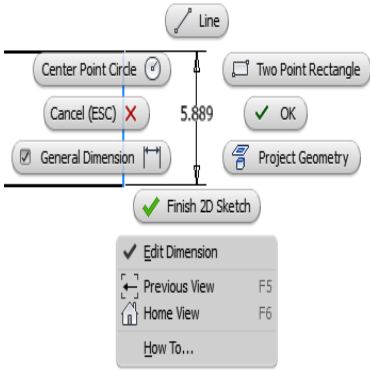 Line
Center Point Circle
Two Point Rectangle
Cancel (ESC)
5.889
OK
General Dimension
Project Geometry
Finish 2D Sketch
Edit Dimension
Previous View F5
Home View F6
How To...